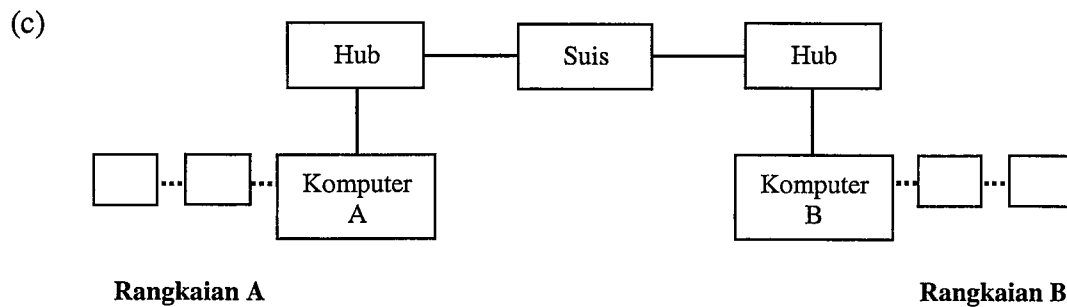 (c)
Hub Suis Hub
Komputer
A
Komputer
B
Rangkaian A Rangkaian B